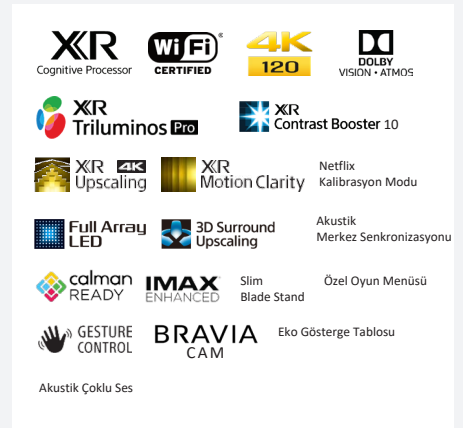 XR
Cognitive Processor
Wi Fi
CERTIFIED
4K
120
DOLBY
VISION • ATMOS
XR
Triluminos Pro
XR
Contrast Booster 10
XR 4K
Upscaling
XR
Motion Clarity
Netflix
Kalibrasyon Modu
Full Array
LED
3D Surround
Upscaling
Akustik
Merkez Senkronizasyonu
calman
READY
IMAX
ENHANCED
Slim
Blade Stand
Özel Oyun Menüsü
GESTURE
CONTROL
BRAVIA
CAM
Eko Gösterge Tablosu
Akustik Çoklu Ses